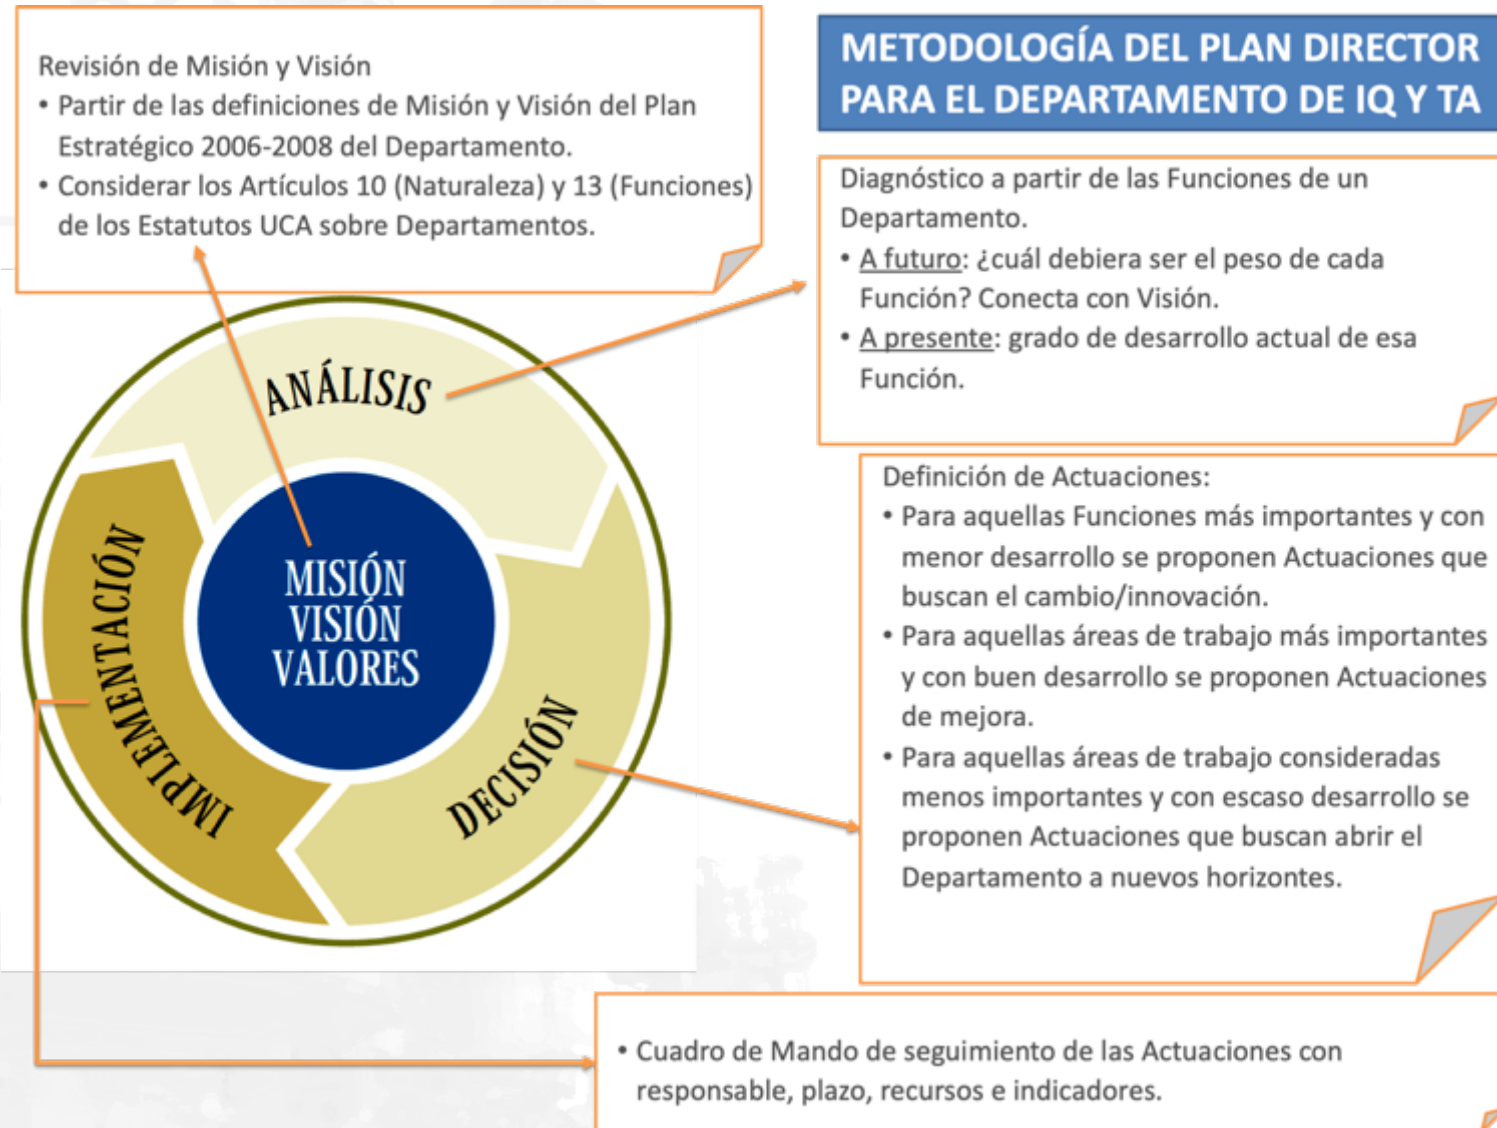 METODOLOGÍA DEL PLAN DIRECTOR
PARA EL DEPARTAMENTO DE IQ Y TA
Revisión de Misión y Visión
• Partir de las definiciones de Misión y Visión del Plan
Estratégico 2006-2008 del Departamento.
• Considerar los Artículos 10 (Naturaleza) y 13 (Funciones)
de los Estatutos UCA sobre Departamentos.
Diagnóstico a partir de las Funciones de un
Departamento.
• A futuro: ¿cuál debiera ser el peso de cada
Función? Conecta con Visión.
• A presente: grado de desarrollo actual de esa
Función.
ANÁLISIS
IMPLEMENTACIÓN
MISIÓN
VISIÓN
VALORES
DECISIÓN
Definición de Actuaciones:
• Para aquellas Funciones más importantes y con
menor desarrollo se proponen Actuaciones que
buscan el cambio/innovación.
• Para aquellas áreas de trabajo más importantes
y con buen desarrollo se proponen Actuaciones
de mejora.
• Para aquellas áreas de trabajo consideradas
menos importantes y con escaso desarrollo se
proponen Actuaciones que buscan abrir el
Departamento a nuevos horizontes.
• Cuadro de Mando de seguimiento de las Actuaciones con
responsable, plazo, recursos e indicadores.